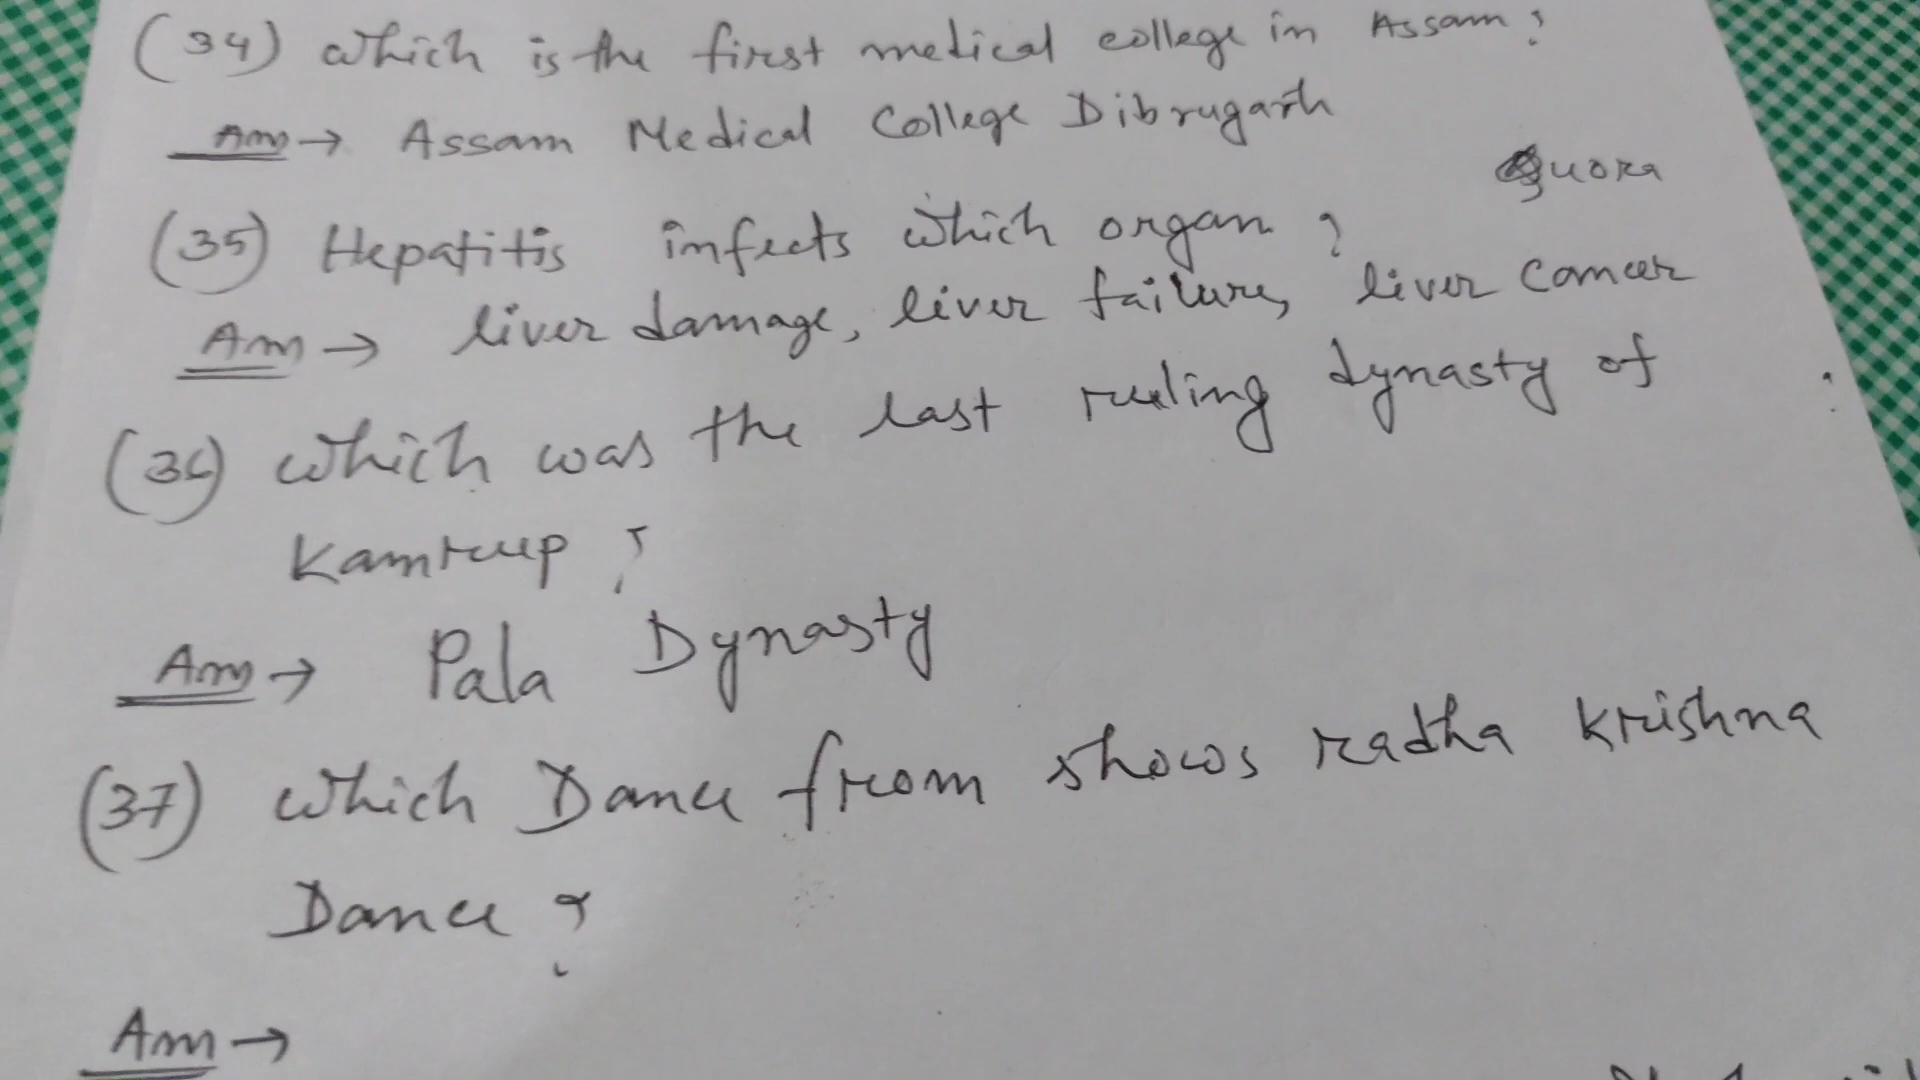 (34) which is the first medical college in Assam?
Ans → Assam Medical College Dibrugarh
Quora
(35) Hepatitis infects which organ?
Ans → liver damage, liver failure, liver cancer
(36) which was the last ruling dynasty of
Kamrup?
Ans → Pala Dynasty
(37) which Dance from shows radha krishna
Dance?
Ans →